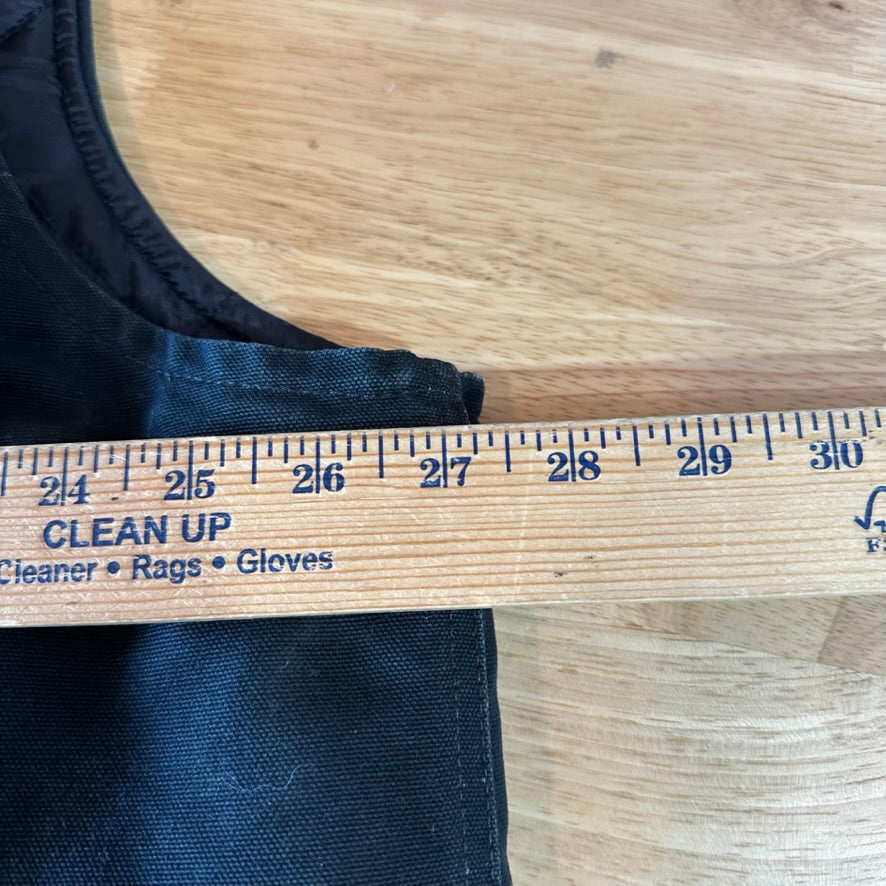 24 25 26 27 28 29 30
CLEAN UP
Cleaner • Rags • Gloves